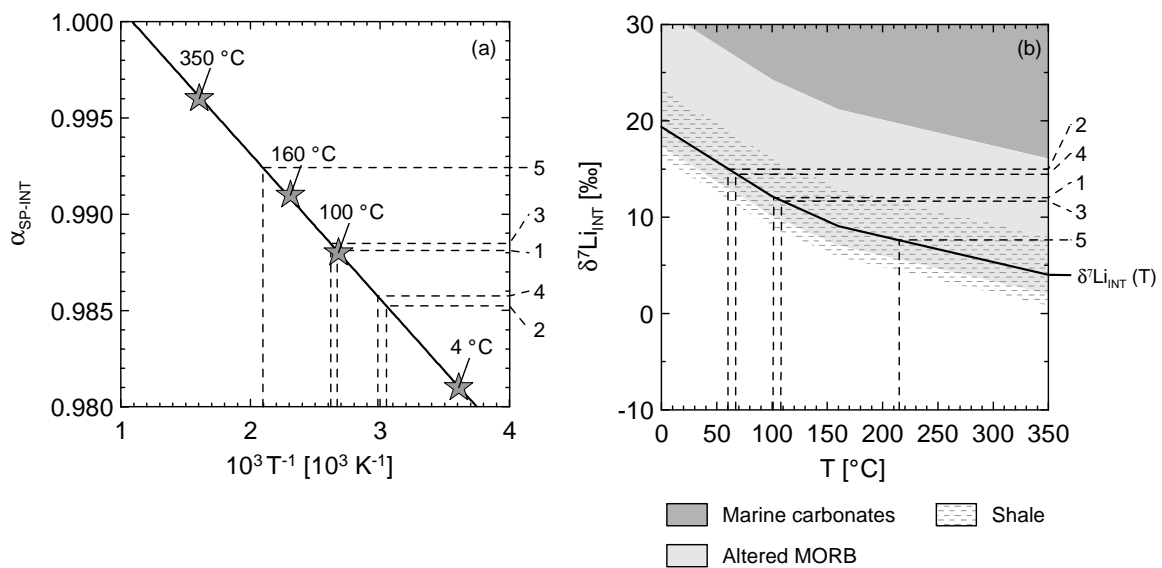 (a)
1.000
0.995
0.990
0.985
0.980
α_SP-INT
350 °C
160 °C
100 °C
4 °C
5
3
1
4
2
1 2 3 4
10³ T⁻¹ [10³ K⁻¹]
(b)
30
20
10
0
-10
δ⁷Li_INT [‰]
2
4
1
3
5
δ⁷Li_INT (T)
0 50 100 150 200 250 300 350
T [°C]
Marine carbonates
Shale
Altered MORB